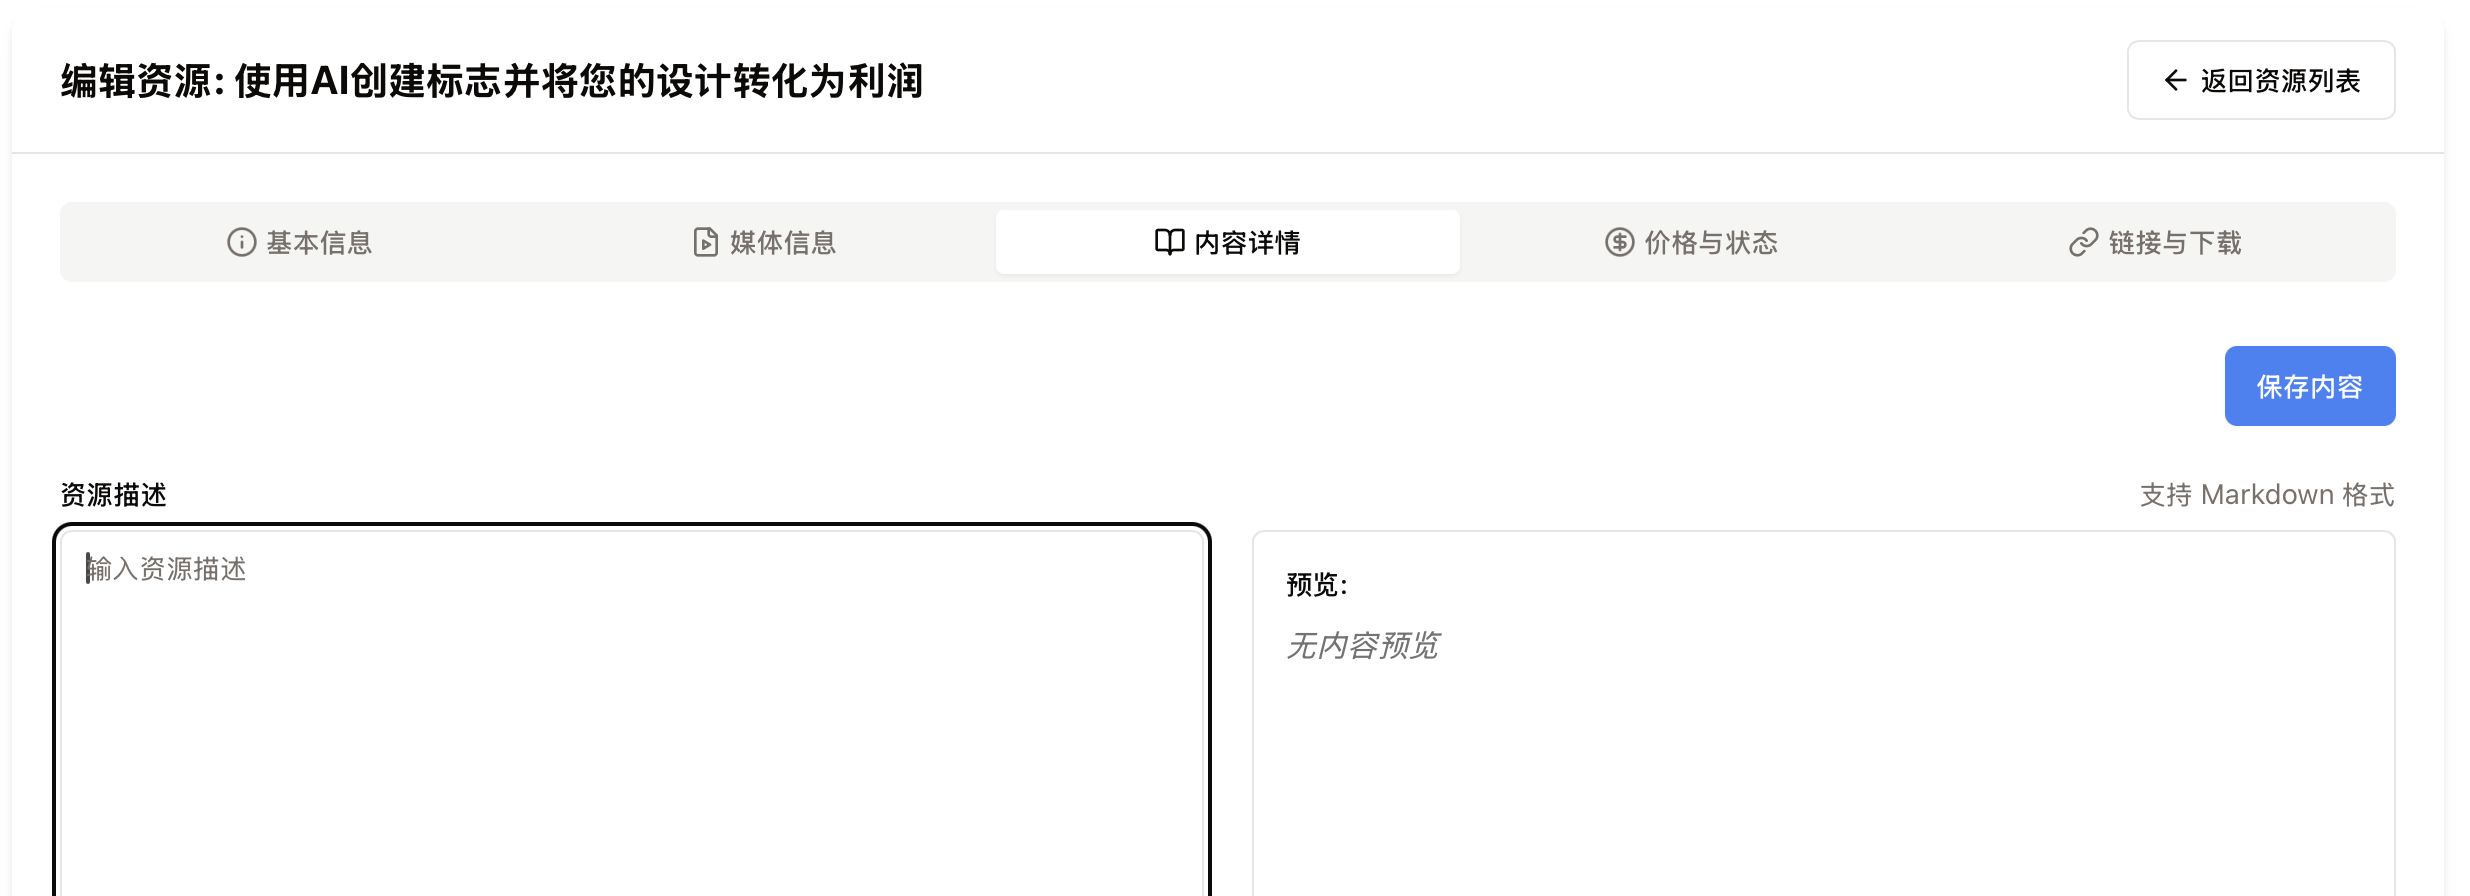 编辑资源: 使用AI创建标志并将您的设计转化为利润
返回资源列表
基本信息
媒体信息
内容详情
价格与状态
链接与下载
保存内容
资源描述
支持 Markdown 格式
输入资源描述
预览:
无内容预览